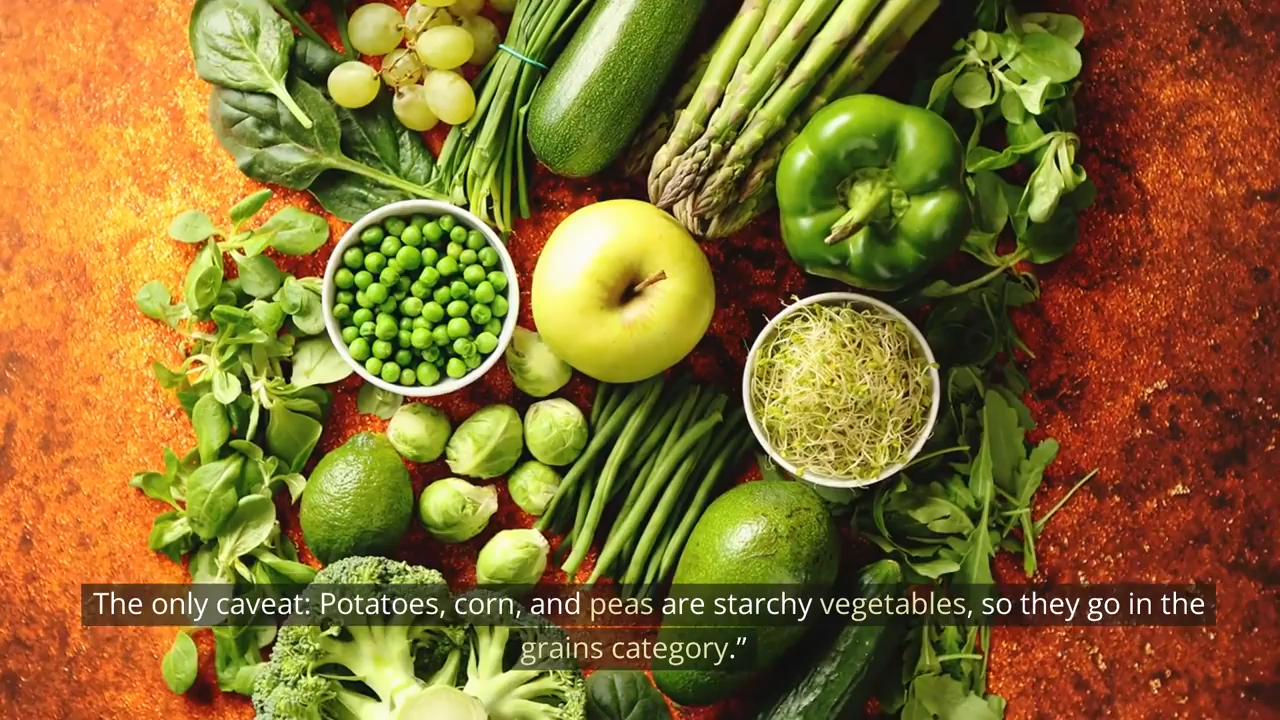 The only caveat: Potatoes, corn, and peas are starchy vegetables, so they go in the
grains category.”